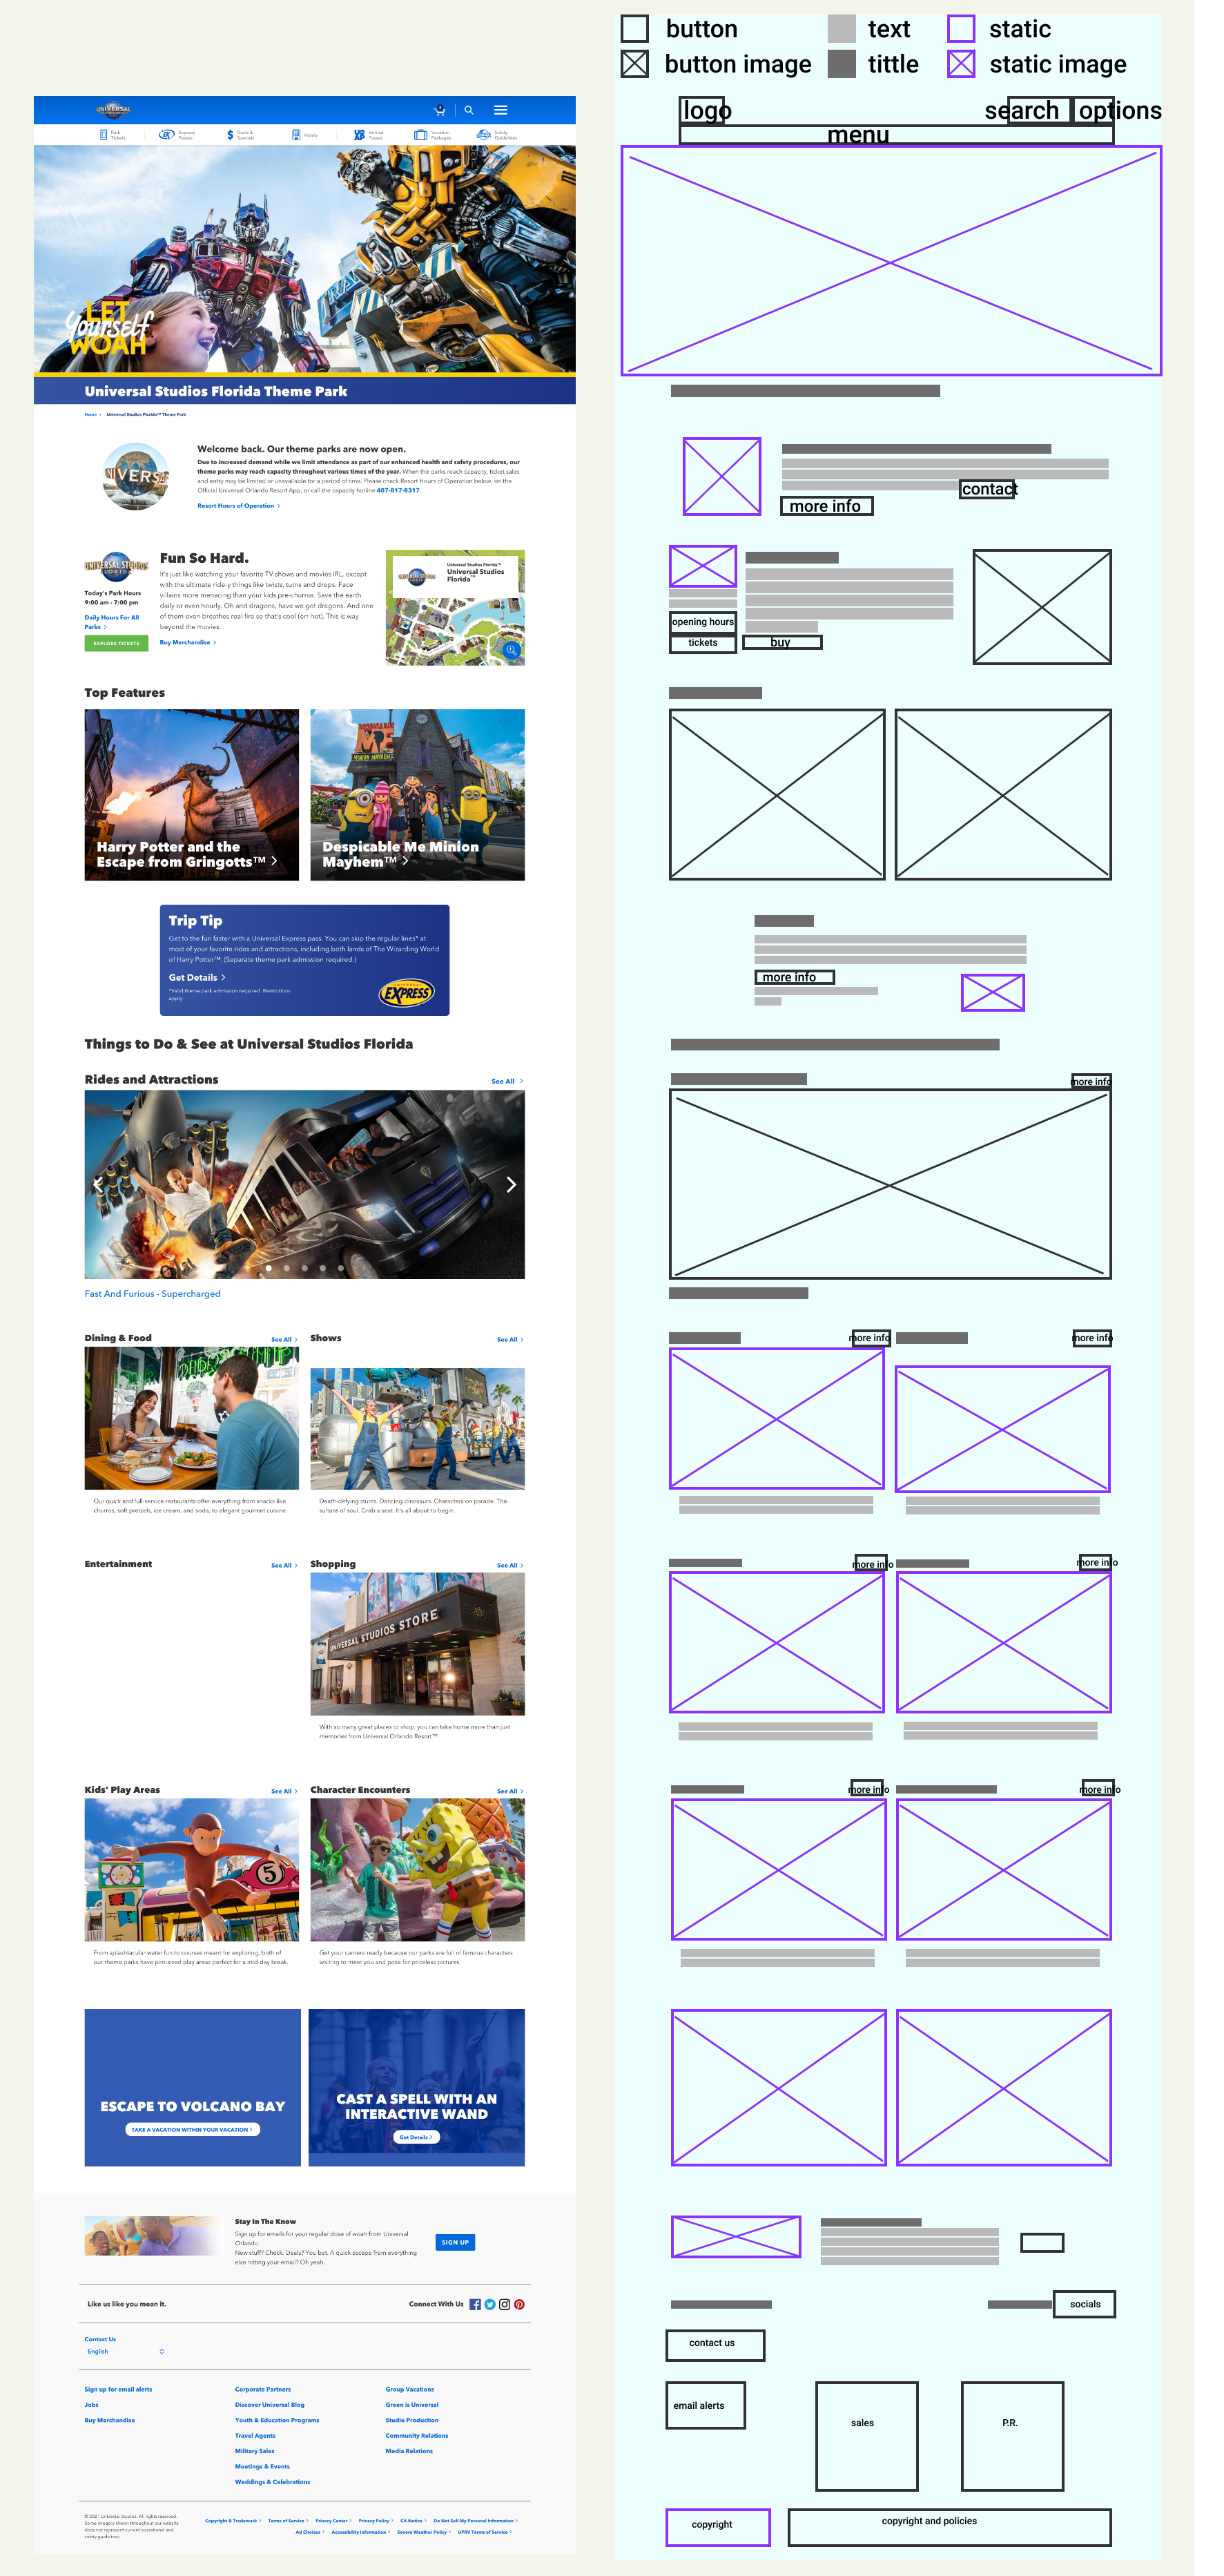 button
text
static
button image
tittle
static image
UNIVERSAL
Park Tickets
Express Passes
Deals & Specials
Hotels
Annual Passes
Vacation Packages
Safety Guidelines
LET
Yourself
WOAH
Universal Studios Florida Theme Park
Home
Universal Studios Florida™ Theme Park
Welcome back. Our theme parks are now open.
Due to increased demand while we limit attendance as part of our enhanced health and safety procedures, our
theme parks may reach capacity throughout various times of the year. When the parks reach capacity, ticket sales
and entry may be limited or unavailable for a period of time. Please check Resort Hours of Operation below, on the
Official Universal Orlando Resort App, or call the capacity hotline 407-817-8317.
Resort Hours of Operation
UNIVERSAL STUDIOS
FLORIDA
Today's Park Hours
9:00 am - 7:00 pm
Daily Hours For All
Parks
EXPLORE TICKETS
Fun So Hard.
It's just like watching your favorite TV shows and movies IRL, except
with the ultimate ride-y things like twists, turns and drops. Face
villains more menacing than your kids pre-churros. Save the earth
daily or even hourly. Oh and dragons, have we got dragons. And one
of them even breathes real fire so that's cool (err hot). This is way
beyond the movies.
Buy Merchandise
Universal Studios Florida™
Universal Studios
Florida™
Top Features
Harry Potter and the
Escape from Gringotts™
Despicable Me Minion
Mayhem™
Trip Tip
Get to the fun faster with a Universal Express pass. You can skip the regular lines* at
most of your favorite rides and attractions, including both lands of The Wizarding World
of Harry Potter™. (Separate theme park admission required.)
Get Details
*Valid theme park admission required. Restrictions
apply
UNIVERSAL
EXPRESS
Things to Do & See at Universal Studios Florida
Rides and Attractions
See All
Fast And Furious - Supercharged
Dining & Food
See All
Shows
See All
Our quick and full-service restaurants offer everything from snacks like
churros, soft pretzels, ice cream, and soda, to elegant gourmet cuisine.
Death-defying stunts. Dancing dinosaurs. Characters on parade. The
sultans of soul. Grab a seat. It's all about to begin.
Entertainment
See All
Shopping
See All
UNIVERSAL STUDIOS STORE
With so many great places to shop, you can take home more than just
memories from Universal Orlando Resort™.
Kids' Play Areas
See All
Character Encounters
See All
From splashtacular water fun to courses meant for exploring, both of
our theme parks have pint-sized play areas perfect for a mid-day break.
Get your camera ready because our parks are full of famous characters
waiting to meet you and pose for priceless pictures.
ESCAPE TO VOLCANO BAY
TAKE A VACATION WITHIN YOUR VACATION
CAST A SPELL WITH AN
INTERACTIVE WAND
Get Details
Stay In The Know
Sign up for emails for your regular dose of woah from Universal
Orlando.
New stuff? Check. Deals? You bet. A quick escape from everything
else hitting your email? Oh yeah.
SIGN UP
Like us like you mean it.
Connect With Us
Contact Us
English
Sign up for email alerts
Jobs
Buy Merchandise
Corporate Partners
Discover Universal Blog
Youth & Education Programs
Travel Agents
Military Sales
Meetings & Events
Weddings & Celebrations
Group Vacations
Green is Universal
Studio Production
Community Relations
Media Relations
© 2021 Universal Studios. All rights reserved.
Some imagery shown throughout our website
does not represent current operational and
safety guidelines.
Copyright & Trademark
Terms of Service
Privacy Center
Privacy Policy
CA Notice
Do Not Sell My Personal Information
Ad Choices
Accessibility Information
Severe Weather Policy
UPRV Terms of Service
logo
search
options
menu
contact
more info
opening hours
tickets
buy
more info
more info
more info
more info
more info
more info
more info
more info
socials
contact us
email alerts
sales
P.R.
copyright
copyright and policies